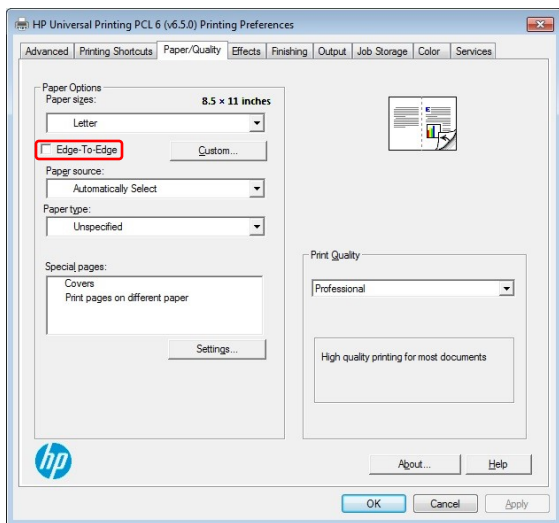 HP Universal Printing PCL 6 (v6.5.0) Printing Preferences
Advanced Printing Shortcuts Paper/Quality Effects Finishing Output Job Storage Color Services
Paper Options
Paper sizes: 8.5 × 11 inches
Letter
Edge-To-Edge Custom...
Paper source:
Automatically Select
Paper type:
Unspecified
Special pages:
Covers
Print pages on different paper
Settings...
Print Quality
Professional
High quality printing for most documents
hp
About... Help
OK Cancel Apply